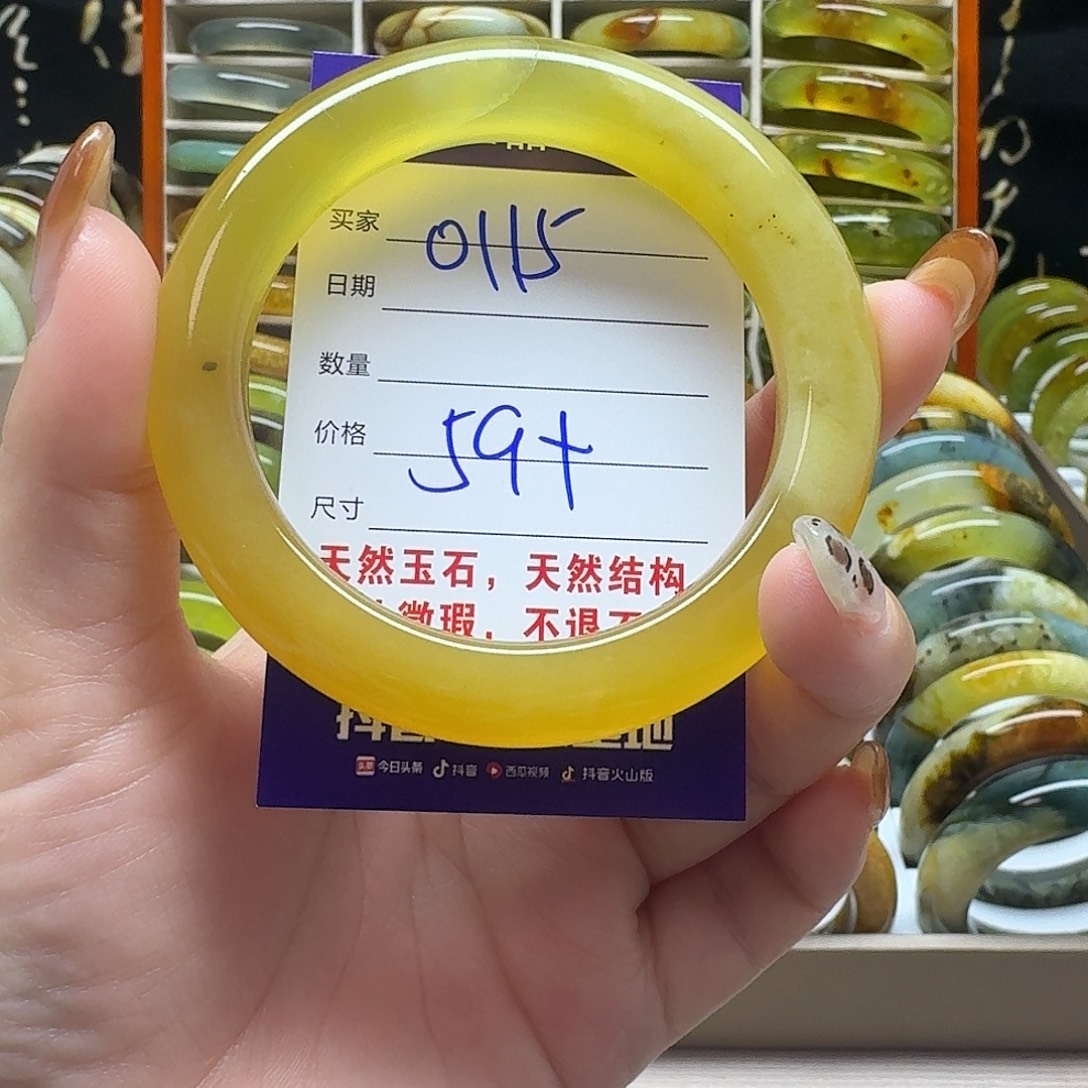 买家 0115
日期
数量
价格 59+
尺寸
天然玉石，天然结构
微瑕，不退
今日头条 抖音 西瓜视频 抖音火山版